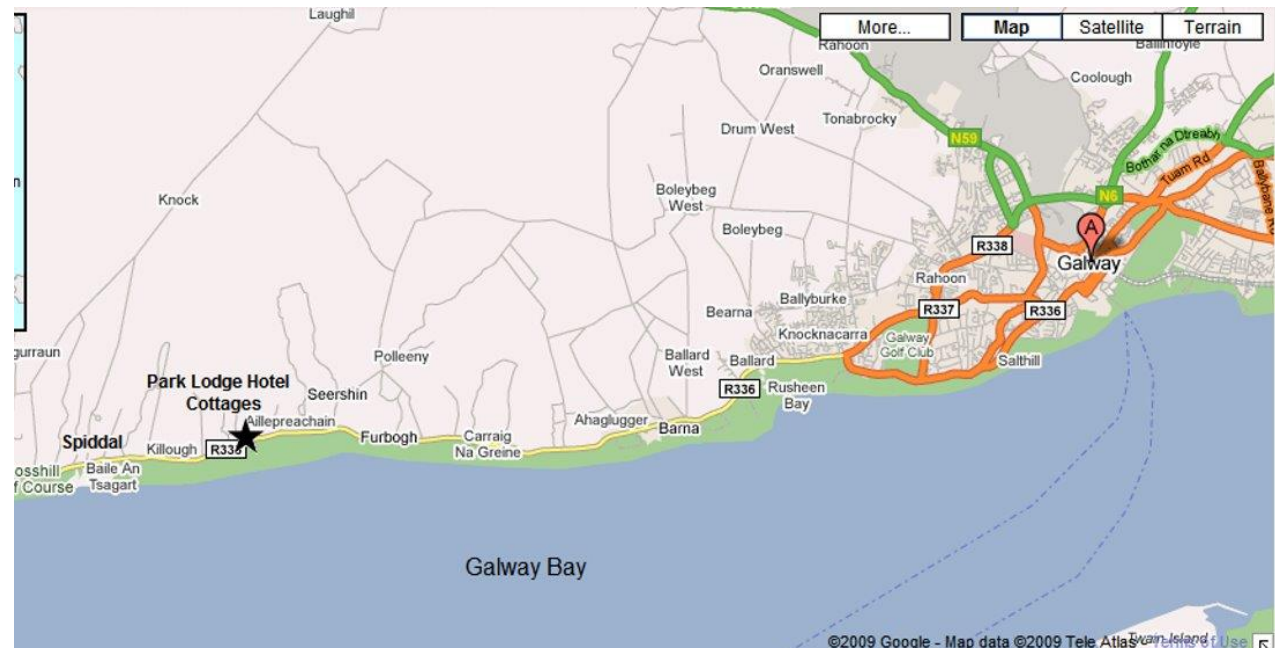 Laughil
More...
Map
Satellite
Terrain
Rahoon
Ballinfoyle
Oranswell
Coolough
Tonabrocky
Drum West
N59
Bothar na Dtreabh
Tuam Rd
Ballybane Rd
Knock
Boleybeg
West
N6
Boleybeg
A
R338
Galway
Rahoon
Ballyburke
Bearna
R337
R336
Knocknacarra
Galway
Golf Club
gurraun
Polleeny
Ballard
West
Ballard
Salthill
Park Lodge Hotel
Cottages
Seershin
R336
Rusheen
Bay
Aillepreachain
Ahaglugger
Barna
Spiddal
Killough
R336
Furbogh
Carraig
Na Greine
osshill
f Course
Baile An
Tsagart
Galway Bay
Twain Island
©2009 Google - Map data ©2009 Tele Atlas - Terms of Use